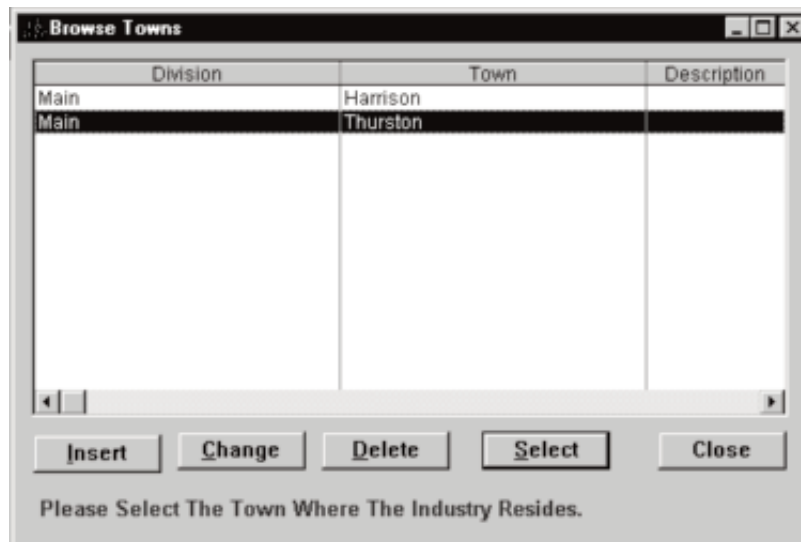 Browse Towns
Division Town Description
Main Harrison
Main Thurston
Insert Change Delete Select Close
Please Select The Town Where The Industry Resides.